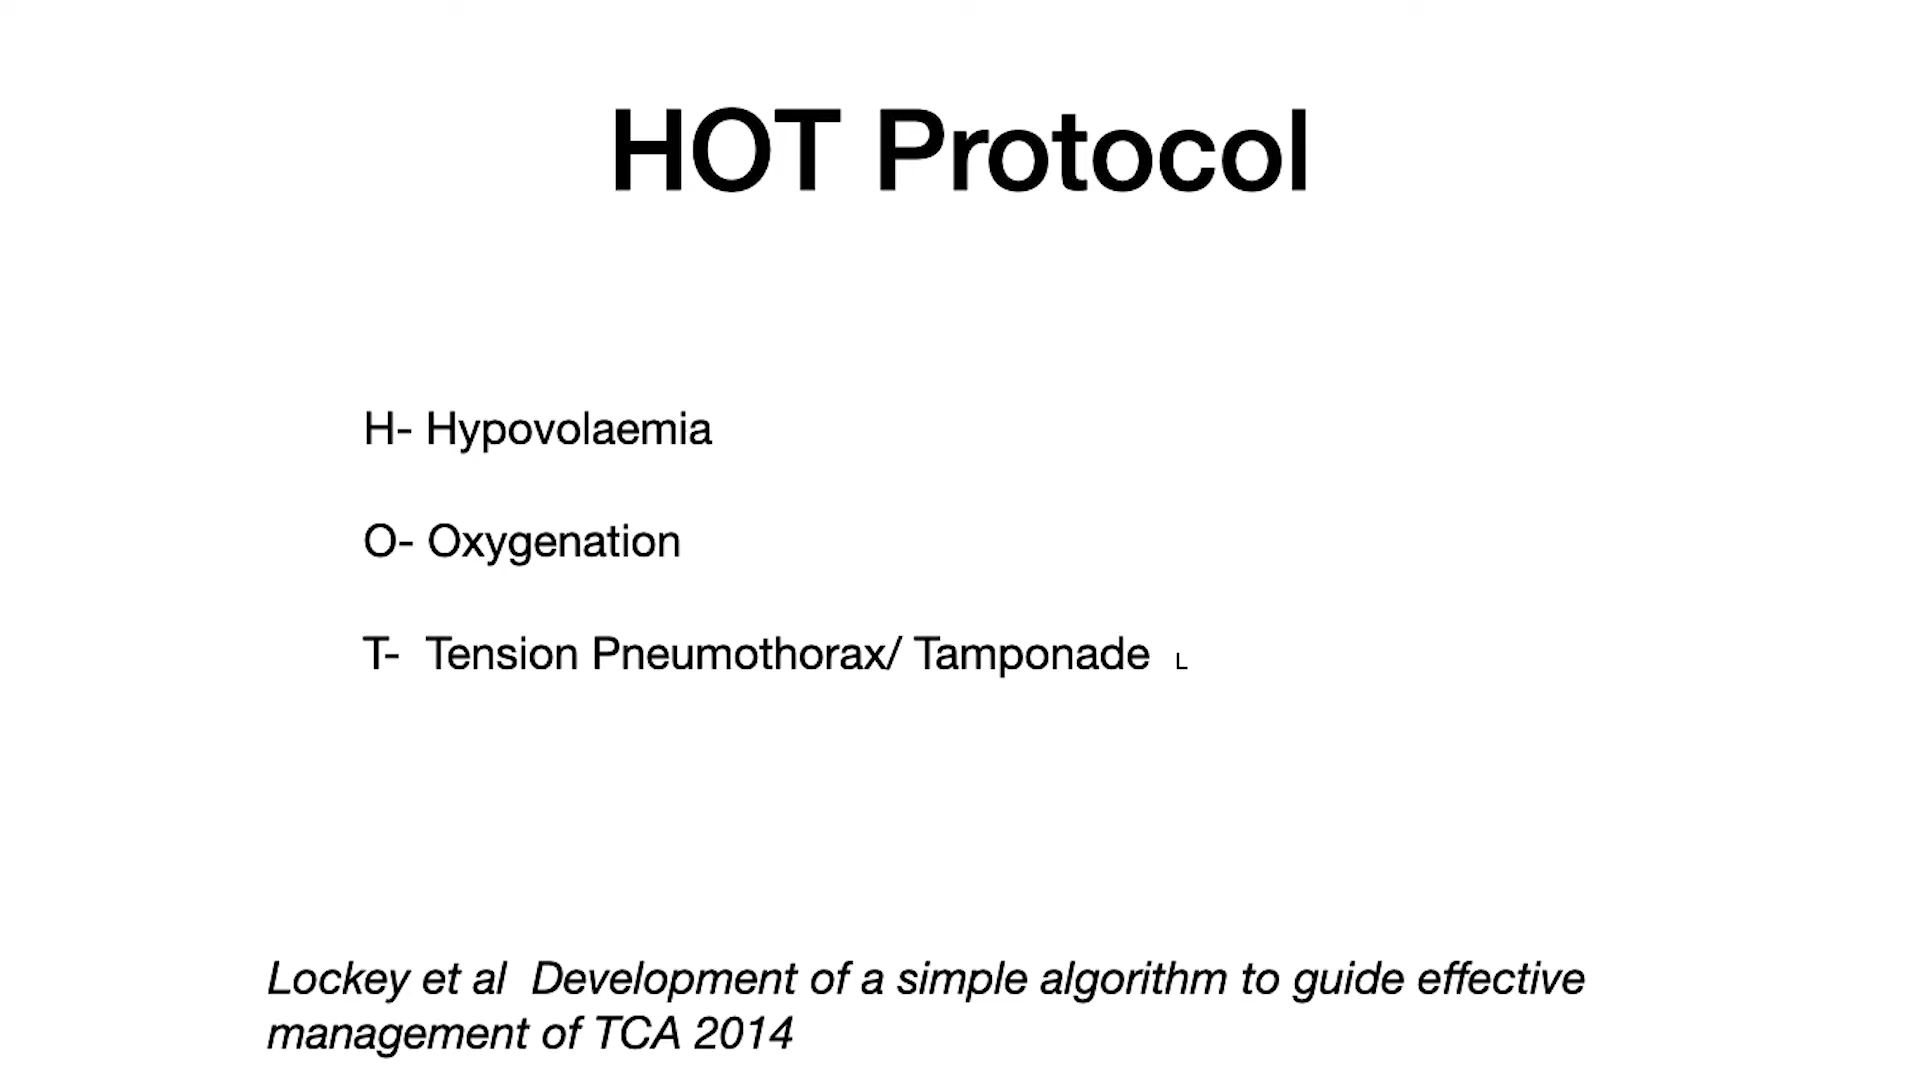 HOT Protocol
H- Hypovolaemia
O- Oxygenation
T- Tension Pneumothorax/ Tamponade L
Lockey et al Development of a simple algorithm to guide effective
management of TCA 2014